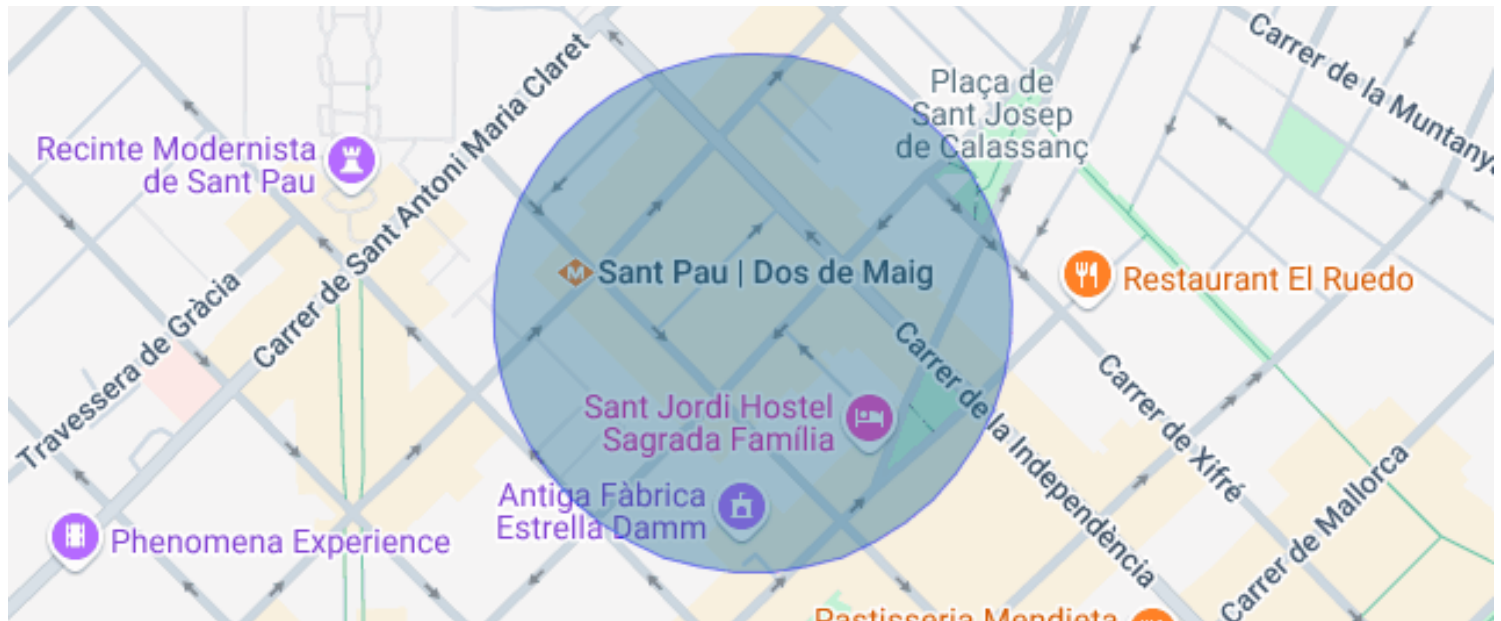 Carrer de la Muntanya
Plaça de
Sant Josep
de Calassanç
Recinte Modernista
de Sant Pau
Carrer de Sant Antoni Maria Claret
Travessera de Gràcia
M
Sant Pau | Dos de Maig
Restaurant El Ruedo
Carrer de la Independència
Carrer de Xifré
Sant Jordi Hostel
Sagrada Família
Carrer de Mallorca
Antiga Fàbrica
Estrella Damm
Phenomena Experience
Pastisseria Mendieta